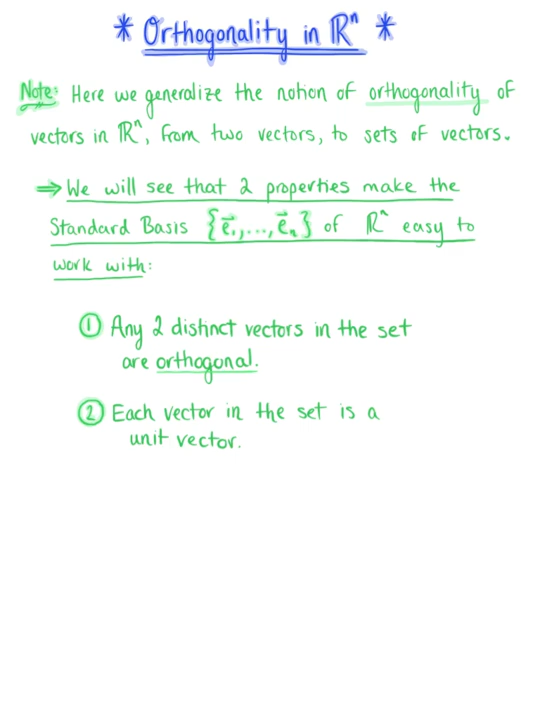 * Orthogonality in ℝⁿ *
Note: Here we generalize the notion of orthogonality of
vectors in ℝⁿ, from two vectors, to sets of vectors.
⇒ We will see that 2 properties make the
Standard Basis {e⃗₁,...,e⃗ₙ} of ℝⁿ easy to
work with:
① Any 2 distinct vectors in the set
are orthogonal.
② Each vector in the set is a
unit vector.